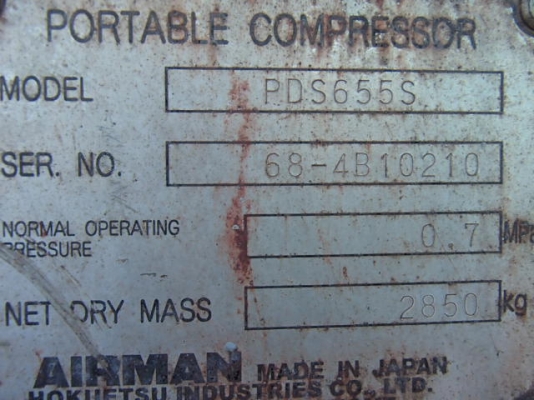 PORTABLE COMPRESSOR
MODEL PDS655S
SER. NO. 68-4B10210
NORMAL OPERATING
PRESSURE 0.7 MPa
NET DRY MASS 2850 kg
AIRMAN MADE IN JAPAN
HOKUETSU INDUSTRIES CO., LTD.